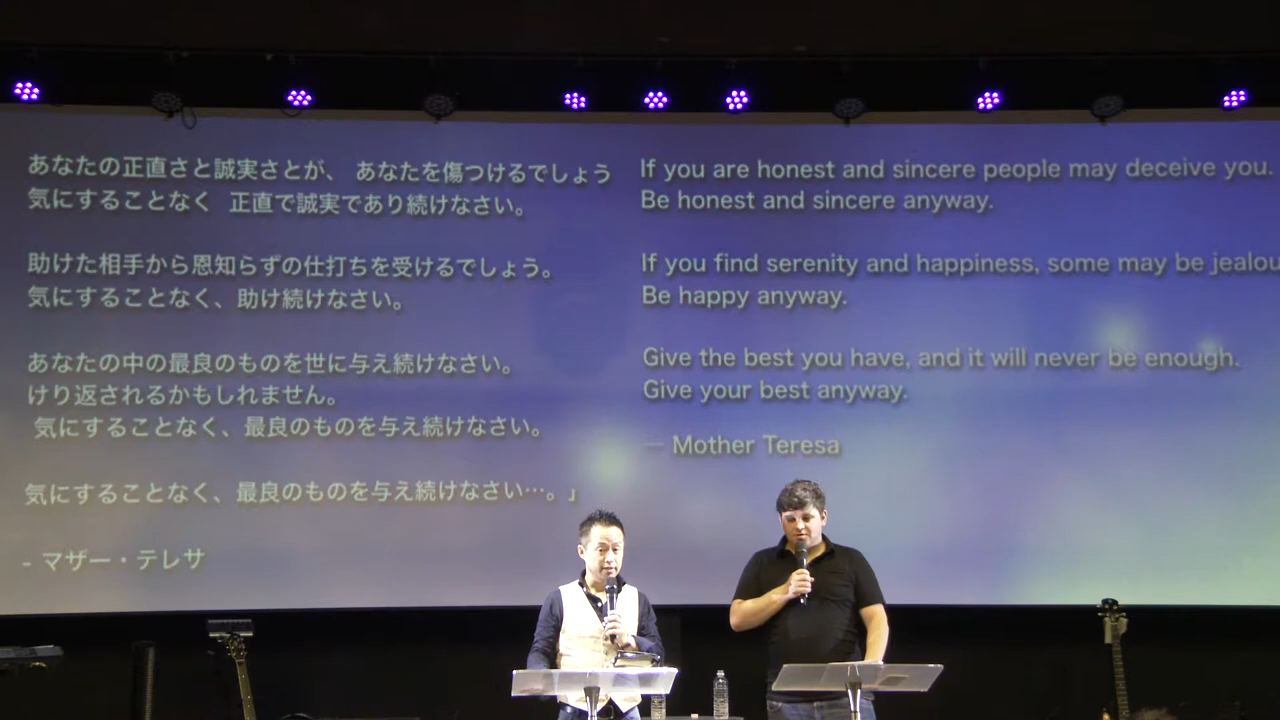 あなたの正直さと誠実さとが、 あなたを傷つけるでしょう
気にすることなく 正直で誠実であり続けなさい。
助けた相手から恩知らずの仕打ちを受けるでしょう。
気にすることなく、助け続けなさい。
あなたの中の最良のものを世に与え続けなさい。
けり返されるかもしれません。
気にすることなく、最良のものを与え続けなさい。
気にすることなく、最良のものを与え続けなさい…。」
- マザー・テレサ
If you are honest and sincere people may deceive you.
Be honest and sincere anyway.
If you find serenity and happiness, some may be jealou
Be happy anyway.
Give the best you have, and it will never be enough.
Give your best anyway.
— Mother Teresa